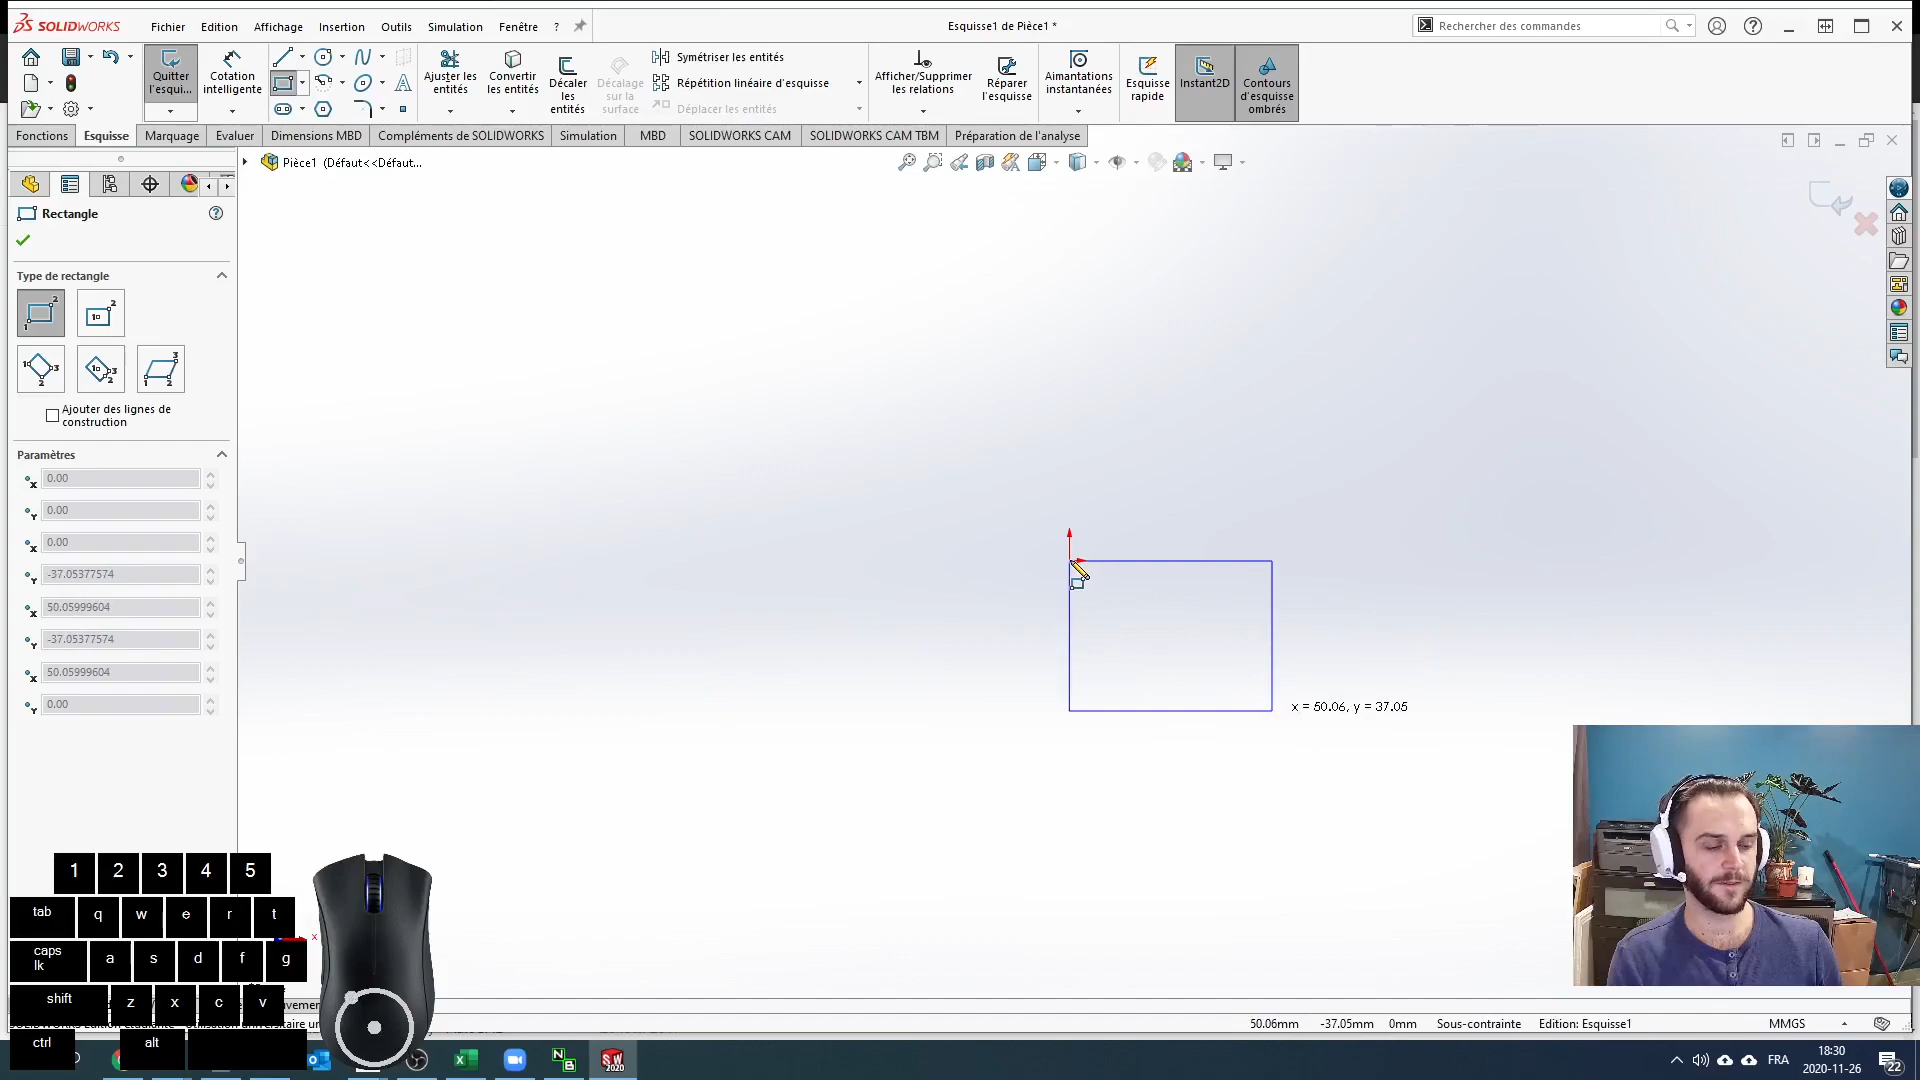 SOLIDWORKS
Fichier
Edition
Affichage
Insertion
Outils
Simulation
Fenêtre
?
Esquisse1 de Pièce1 *
Rechercher des commandes
Quitter l'esqui...
Cotation intelligente
Ajuster les entités
Convertir les entités
Décaler les entités
Décalage sur la surface
Symétriser les entités
Répétition linéaire d'esquisse
Déplacer les entités
Afficher/Supprimer les relations
Réparer l'esquisse
Aimantations instantanées
Esquisse rapide
Instant2D
Contours d'esquisse ombrés
Fonctions
Esquisse
Marquage
Evaluer
Dimensions MBD
Compléments de SOLIDWORKS
Simulation
MBD
SOLIDWORKS CAM
SOLIDWORKS CAM TBM
Préparation de l'analyse
Pièce1 (Défaut<<Défaut...
Rectangle
Type de rectangle
Ajouter des lignes de
construction
Paramètres
0.00
0.00
0.00
-37.05377574
50.05999604
-37.05377574
50.05999604
0.00
x = 50.06, y = 37.05
1 2 3 4 5
tab q w e r t
caps lk a s d f g
shift z x c v
ctrl alt
x
50.06mm
-37.05mm
0mm
Sous-contrainte
Edition: Esquisse1
MMGS
FRA
18:30
2020-11-26
22
SW
2020